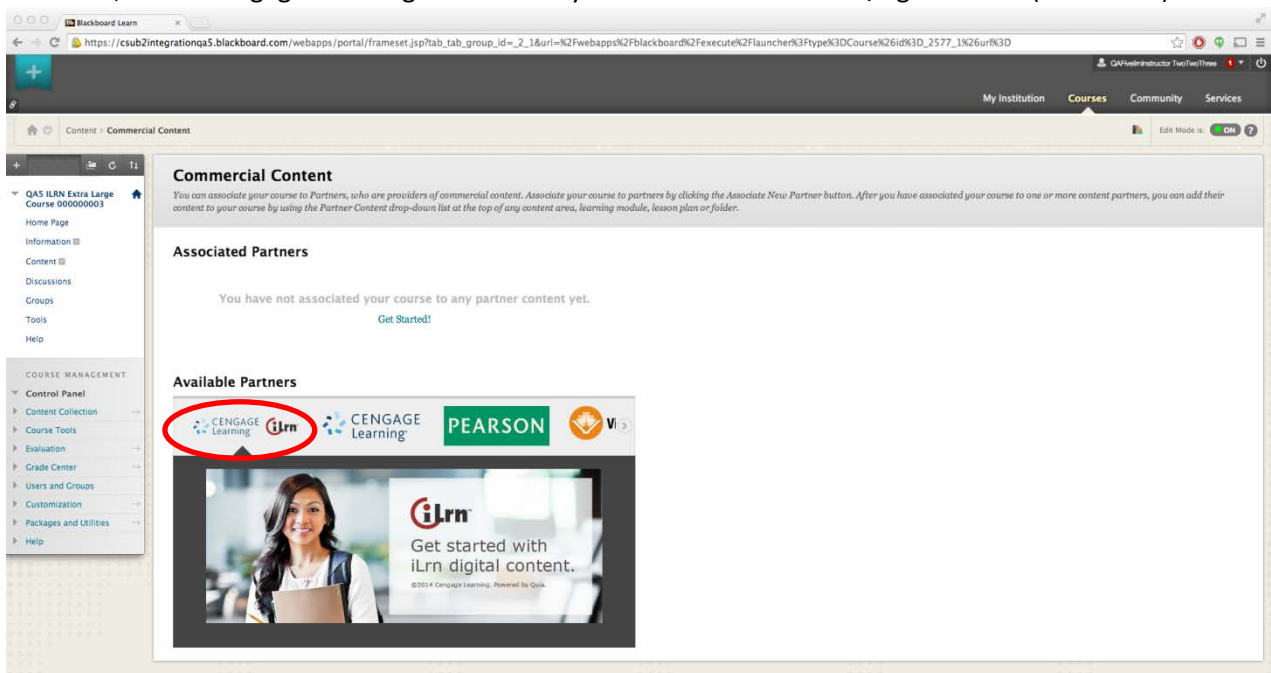 Blackboard Learn
https://csub2integrationqa5.blackboard.com/webapps/portal/frameset.jsp?tab_tab_group_id=_2_1&url=%2Fwebapps%2Fblackboard%2Fexecute%2Flauncher%3Ftype%3DCourse%26id%3D_2577_1%26url%3D
QAFivelmInstructor TwoTwoThree 1
My Institution Courses Community Services
Content > Commercial Content
Edit Mode is: ON ?
QA5 ILRN Extra Large
Course 000000003
Home Page
Information
Content
Discussions
Groups
Tools
Help
COURSE MANAGEMENT
Control Panel
Content Collection
Course Tools
Evaluation
Grade Center
Users and Groups
Customization
Packages and Utilities
Help
Commercial Content
You can associate your course to Partners, who are providers of commercial content. Associate your course to partners by clicking the Associate New Partner button. After you have associated your course to one or more content partners, you can add their
content to your course by using the Partner Content drop-down list at the top of any content area, learning module, lesson plan or folder.
Associated Partners
You have not associated your course to any partner content yet.
Get Started!
Available Partners
CENGAGE Learning iLrn
CENGAGE Learning
PEARSON
Vi
iLrn
Get started with
iLrn digital content.
©2014 Cengage Learning. Powered by Quia.